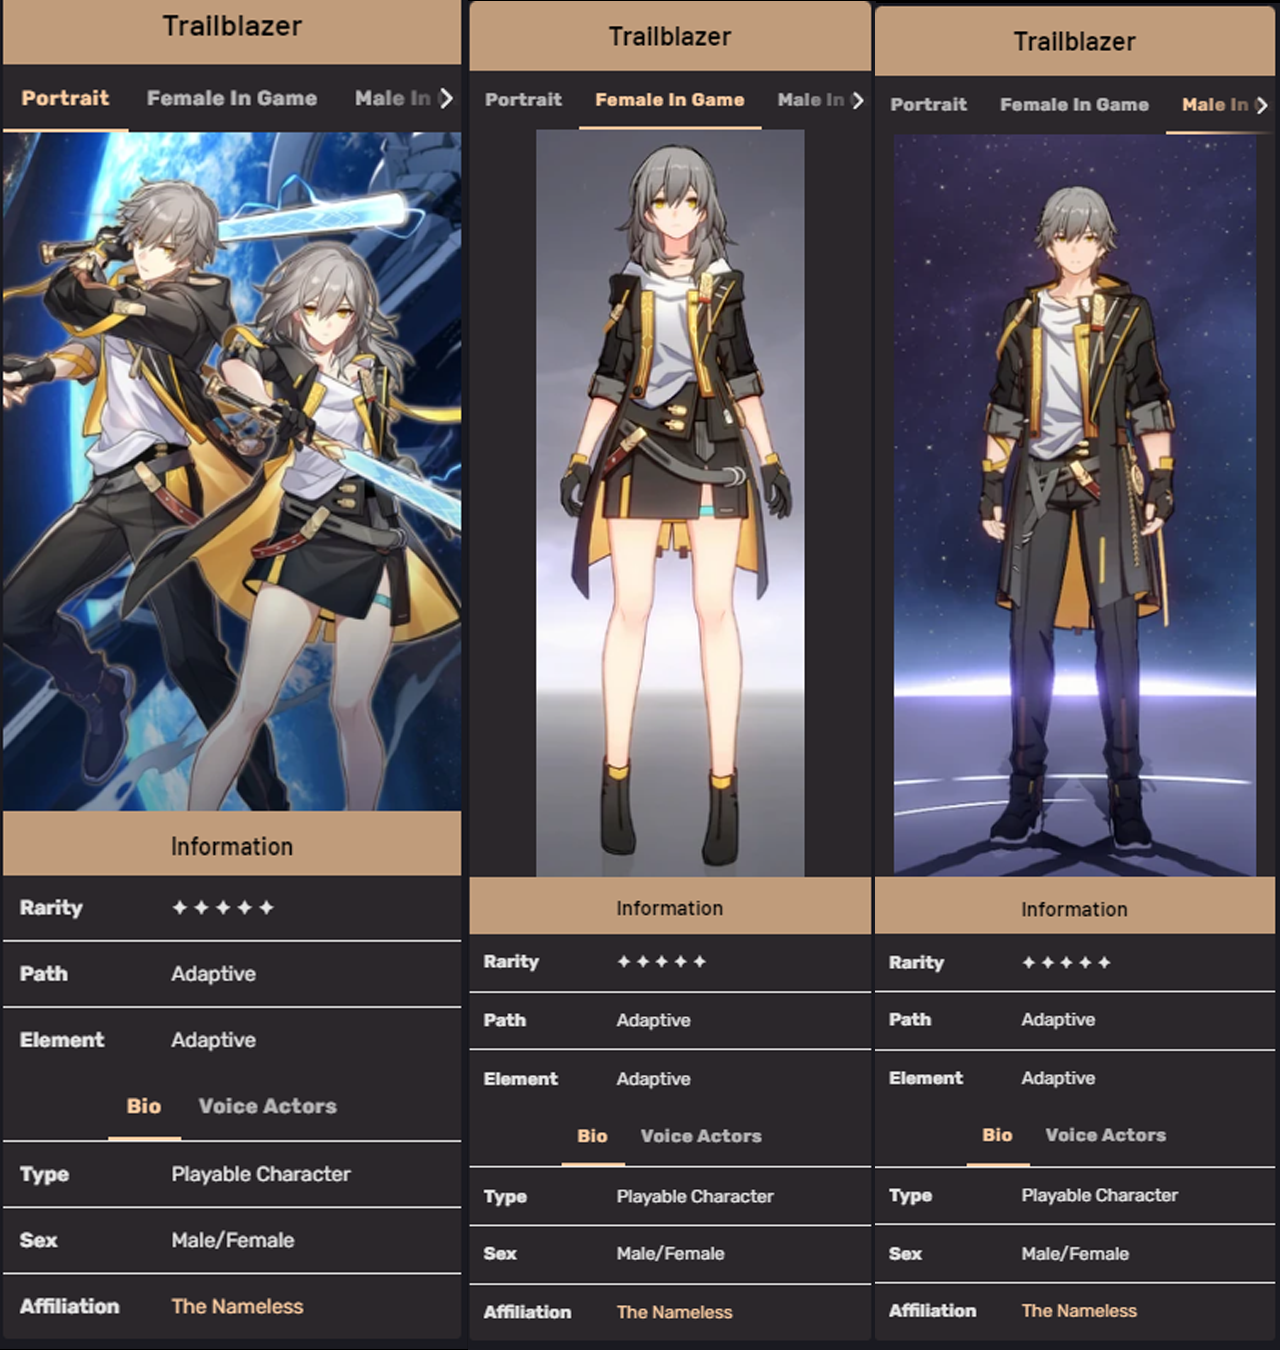 Trailblazer
Portrait Female In Game Male In
Information
Rarity
Path Adaptive
Element Adaptive
Bio Voice Actors
Type Playable Character
Sex Male/Female
Affiliation The Nameless
Trailblazer
Portrait Female In Game Male In
Information
Rarity
Path Adaptive
Element Adaptive
Bio Voice Actors
Type Playable Character
Sex Male/Female
Affiliation The Nameless
Trailblazer
Portrait Female In Game Male In
Information
Rarity
Path Adaptive
Element Adaptive
Bio Voice Actors
Type Playable Character
Sex Male/Female
Affiliation The Nameless